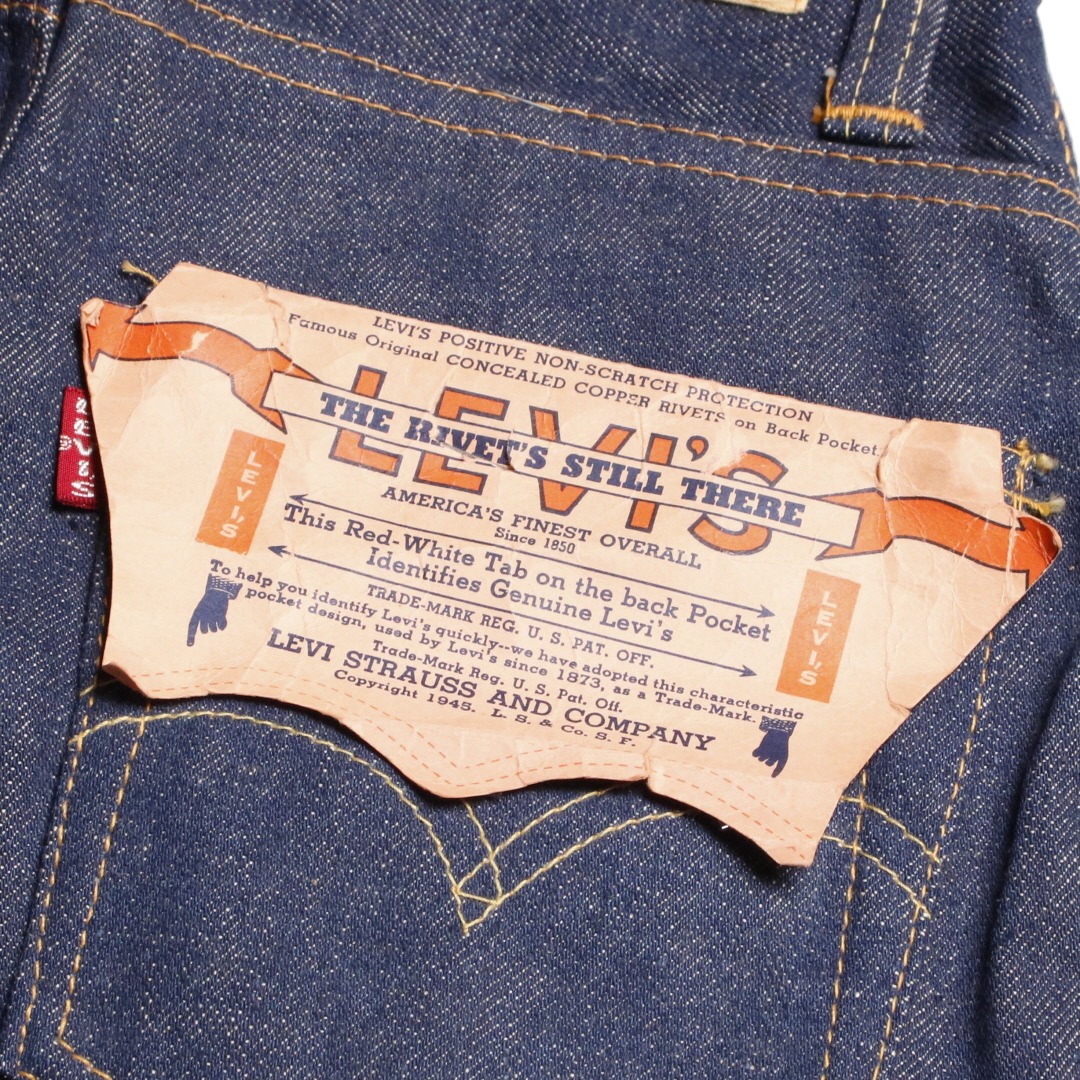 LEVI'S POSITIVE NON-SCRATCH PROTECTION
Famous Original CONCEALED COPPER RIVETS on Back Pocket.
LEVI'S
THE RIVET'S STILL THERE
AMERICA'S FINEST OVERALL
Since 1850
This Red-White Tab on the back Pocket
Identifies Genuine Levi's
TRADE-MARK REG. U. S. PAT. OFF.
To help you identify Levi's quickly--we have adopted this characteristic
pocket design, used by Levi's since 1873, as a Trade-Mark.
Trade-Mark Reg. U. S. Pat. Off.
LEVI STRAUSS AND COMPANY
Copyright 1945. L. S. & Co. S. F.
LEVI'S
LEVI'S
LEVI'S
®